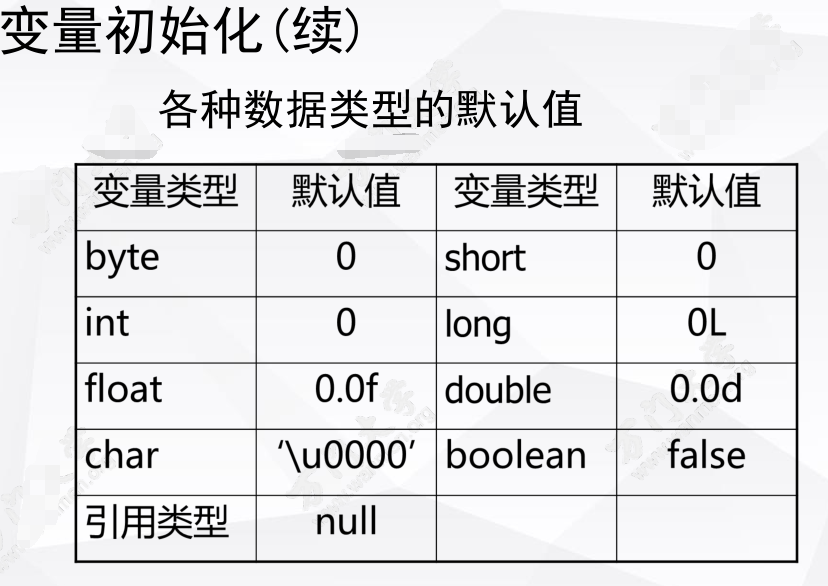 变量初始化(续)
各种数据类型的默认值
变量类型 默认值 变量类型 默认值
byte 0 short 0
int 0 long 0L
float 0.0f double 0.0d
char ‘\u0000’ boolean false
引用类型 null